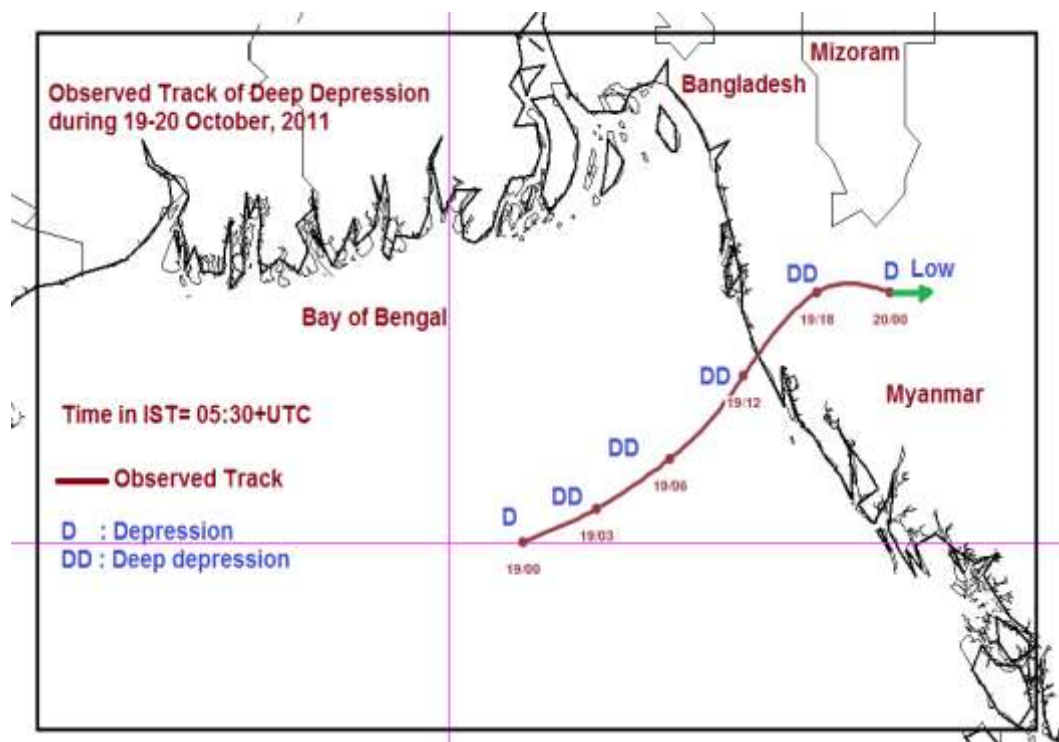 Mizoram
Bangladesh
Observed Track of Deep Depression
during 19-20 October, 2011
DD
D
Low
19/18
20/00
Bay of Bengal
DD
19/12
Myanmar
Time in IST= 05:30+UTC
DD
19/06
Observed Track
DD
19/03
D
19/00
D : Depression
DD : Deep depression